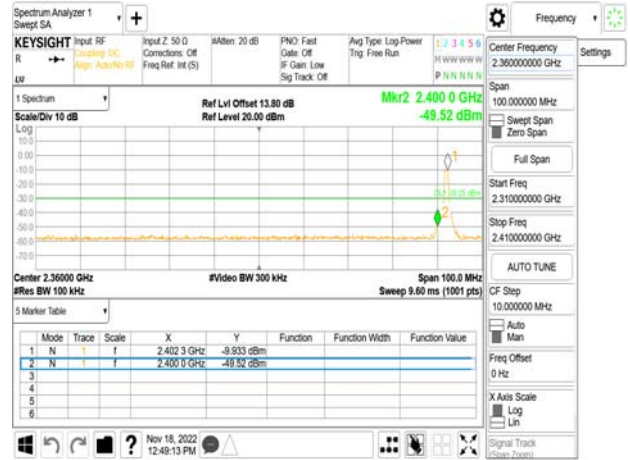 Spectrum Analyzer 1
Swept SA
+
Frequency
KEYSIGHT
R
LU
Input: RF
Coupling: DC
Align: Auto/No RF
Input Z: 50 Ω
Corrections: Off
Freq Ref: Int (S)
#Atten: 20 dB
PNO: Fast
Gate: Off
IF Gain: Low
Sig Track: Off
Avg Type: Log-Power
Trig: Free Run
1 2 3 4 5 6
M W W W W W
P N N N N N
Center Frequency
2.360000000 GHz
Settings
Span
100.000000 MHz
Swept Span
Zero Span
Full Span
Start Freq
2.310000000 GHz
Stop Freq
2.410000000 GHz
AUTO TUNE
CF Step
10.000000 MHz
Auto
Man
Freq Offset
0 Hz
X Axis Scale
Log
Lin
Signal Track
(Span Zoom)
1 Spectrum
Scale/Div 10 dB
Ref Lvl Offset 13.80 dB
Ref Level 20.00 dBm
Mkr2 2.400 0 GHz
-49.52 dBm
Log
10.0
0.00
-10.0
-20.0
-30.0
-40.0
-50.0
-60.0
-70.0
1
2
Center 2.36000 GHz
#Res BW 100 kHz
#Video BW 300 kHz
Span 100.0 MHz
Sweep 9.60 ms (1001 pts)
5 Marker Table
Mode Trace Scale X Y Function Function Width Function Value
1 N 1 f 2.402 3 GHz -9.933 dBm
2 N 1 f 2.400 0 GHz -49.52 dBm
3
4
5
6
?
Nov 18, 2022
12:49:13 PM